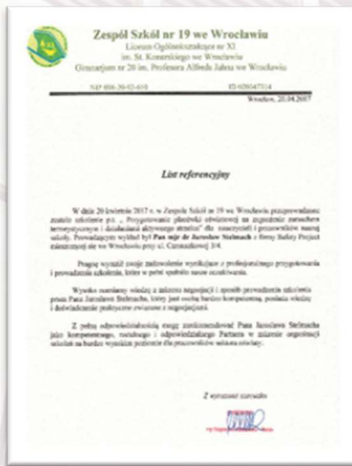 Zespół Szkół nr 19 we Wrocławiu
Liceum Ogólnokształcące nr XI
im. St. Konarskiego we Wrocławiu
Gimnazjum nr 20 im. Profesora Alfreda Jahna we Wrocławiu
NIP
Wrocław, 21.04.2017
List referencyjny
W dniu 20 kwietnia 2017 r. w Zespole Szkół nr 19 we Wrocławiu przeprowadzone
zostało szkolenie p.t. „ Przygotowanie placówki oświatowej na zagrożenie zamachem
terrorystycznym i działaniami aktywnego strzelca” dla nauczycieli i pracowników naszej
szkoły. Prowadzącym wykład był Pan mjr dr Jarosław Stelmach z firmy Safety Project
mieszczącej się we Wrocławiu przy ul.
Pragnę wyrazić swoje zadowolenie wynikające z profesjonalnego przygotowania
i prowadzenia szkolenia, które w pełni spełniło nasze oczekiwania.
Wysoko oceniamy wiedzę z zakresu negocjacji i sposób prowadzenia szkolenia
przez Pana Jarosława Stelmacha, który jest osobą bardzo kompetentną, posiada wiedzę
i doświadczenie praktyczne związane z negocjacjami.
Z pełną odpowiedzialnością mogę zarekomendować Pana Jarosława Stelmacha
jako kompetentnego, rzetelnego i odpowiedzialnego Partnera w zakresie organizacji
szkoleń na bardzo wysokim poziomie dla pracowników sektora oświaty.
Z wyrazami szacunku